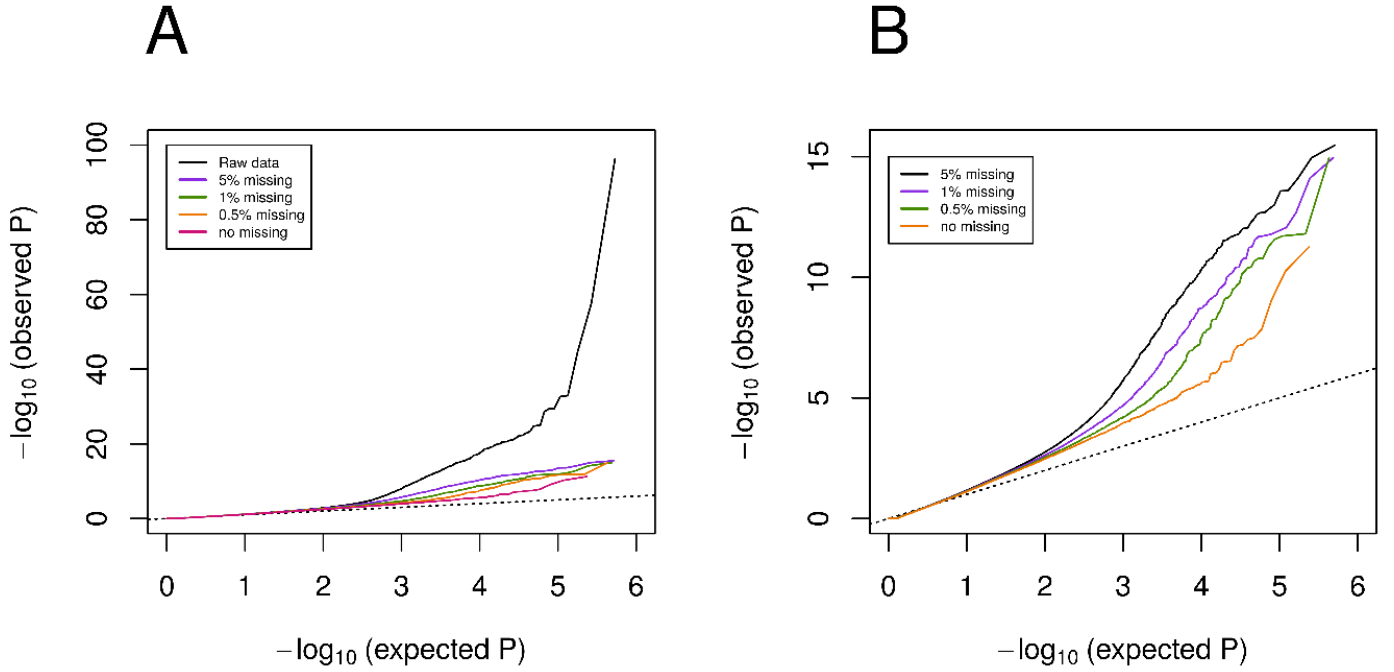 A
−log10 (observed P)
100
80
60
40
20
0
Raw data
5% missing
1% missing
0.5% missing
no missing
0 1 2 3 4 5 6
−log10 (expected P)
B
−log10 (observed P)
15
10
5
0
5% missing
1% missing
0.5% missing
no missing
0 1 2 3 4 5 6
−log10 (expected P)